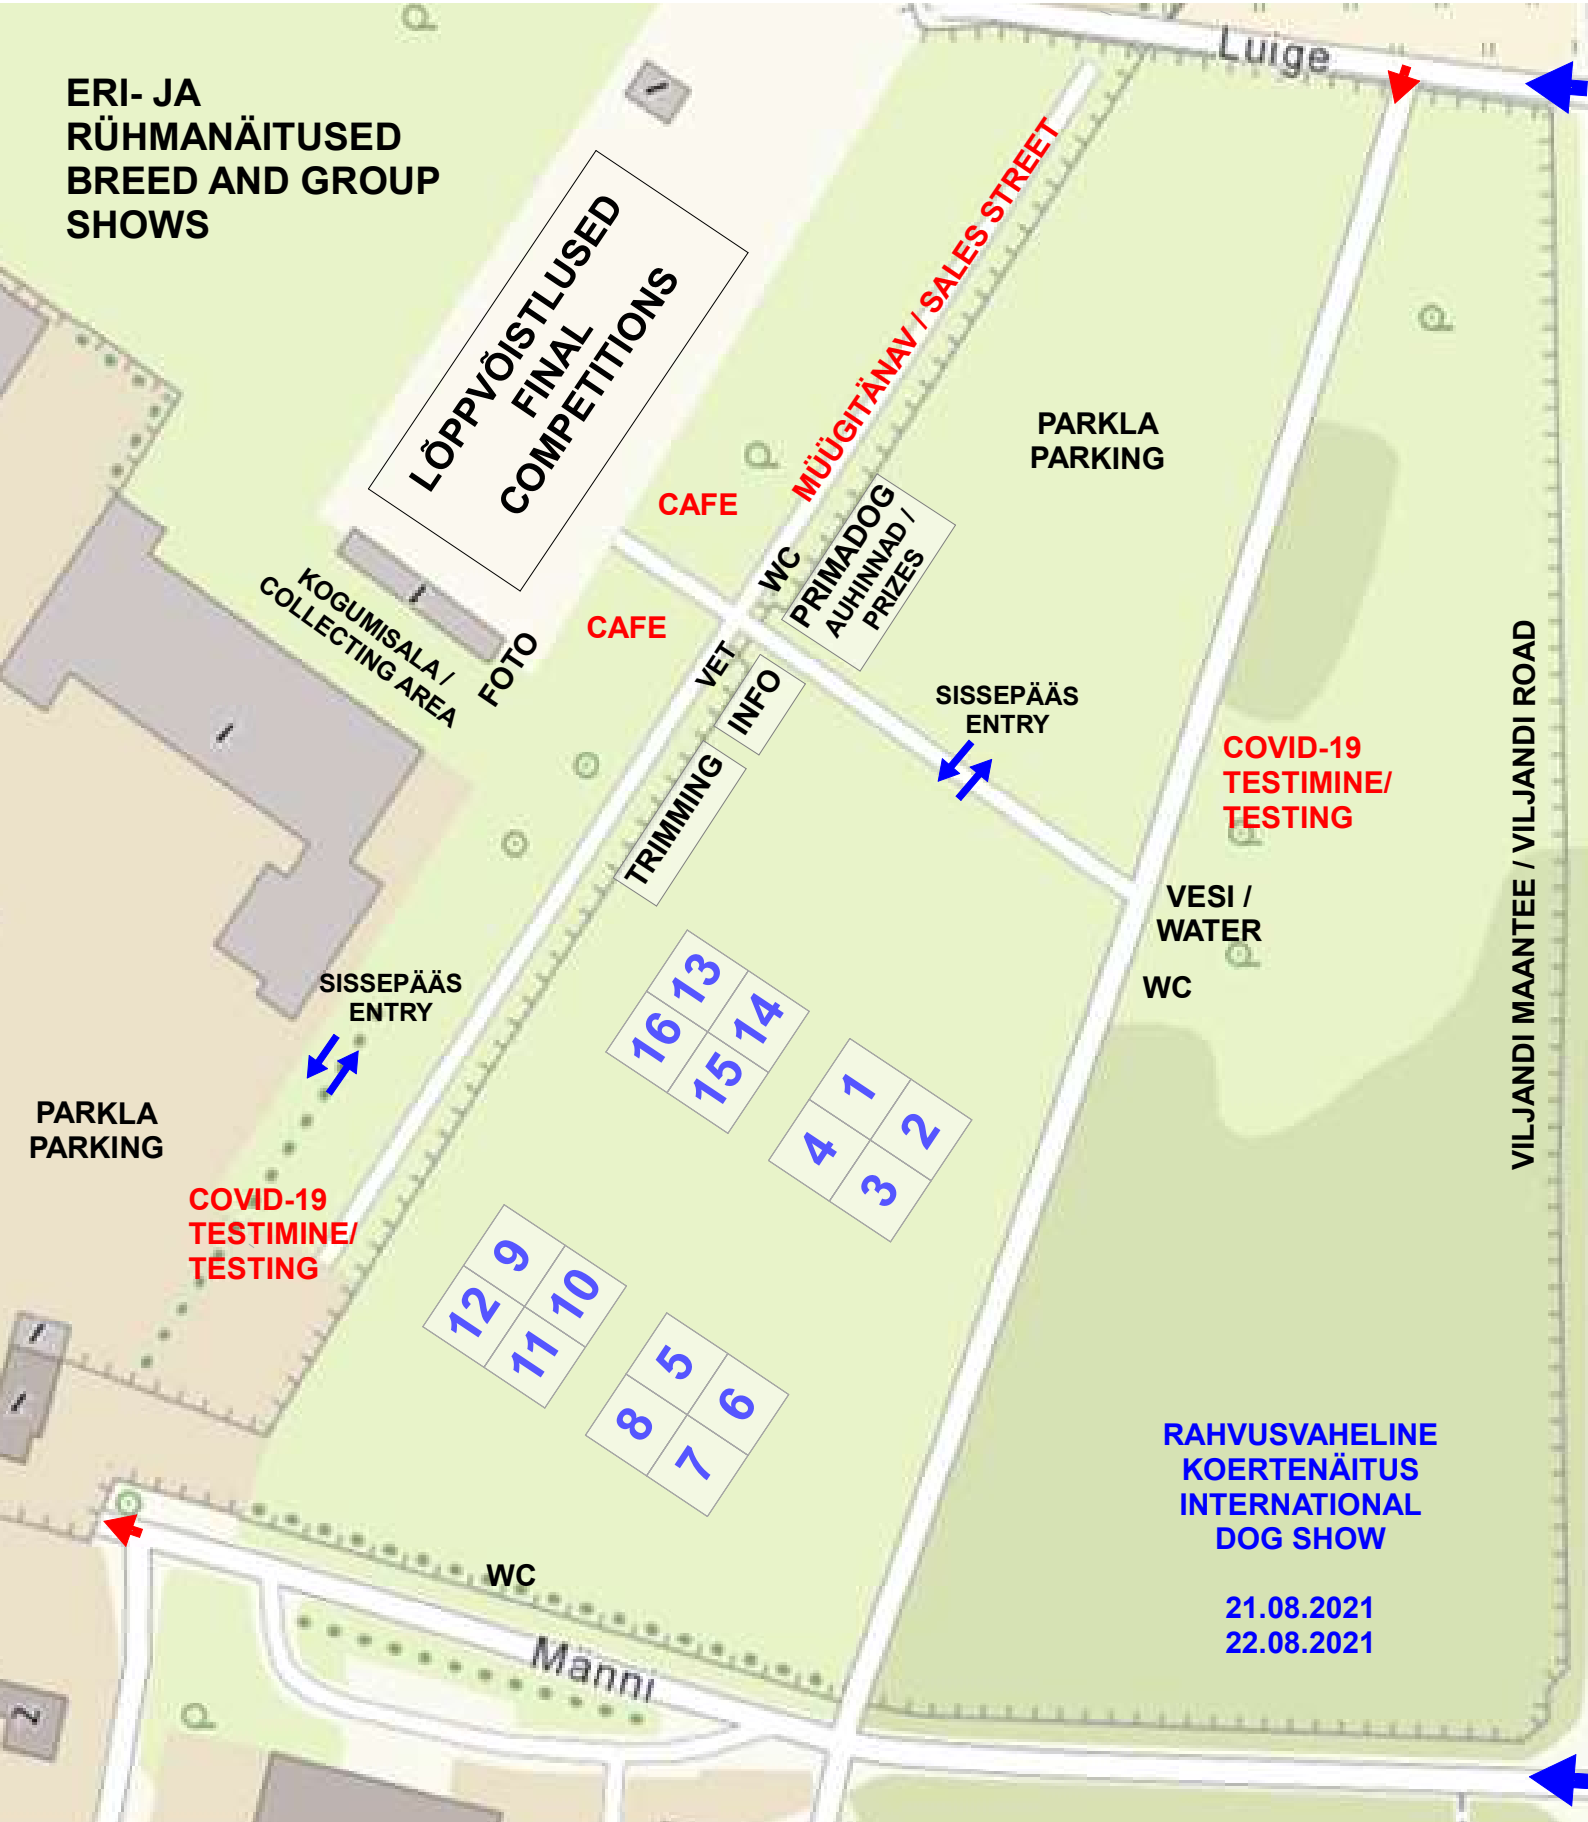 Luige
ERI- JA
RÜHMANÄITUSED
BREED AND GROUP
SHOWS
LÕPPVÕISTLUSED
FINAL
COMPETITIONS
MÜÜGITÄNAV / SALES STREET
PARKLA
PARKING
CAFE
WC
PRIMADOG
AUHINNAD /
PRIZES
KOGUMISALA /
COLLECTING AREA
FOTO
CAFE
VET
INFO
SISSEPÄÄS
ENTRY
TRIMMING
COVID-19
TESTIMINE/
TESTING
VILJANDI MAANTEE / VILJANDI ROAD
VESI /
WATER
WC
SISSEPÄÄS
ENTRY
13
14
16
15
1
2
4
3
PARKLA
PARKING
COVID-19
TESTIMINE/
TESTING
9
10
12
11
5
6
8
7
RAHVUSVAHELINE
KOERTENÄITUS
INTERNATIONAL
DOG SHOW
21.08.2021
22.08.2021
WC
Männi
2